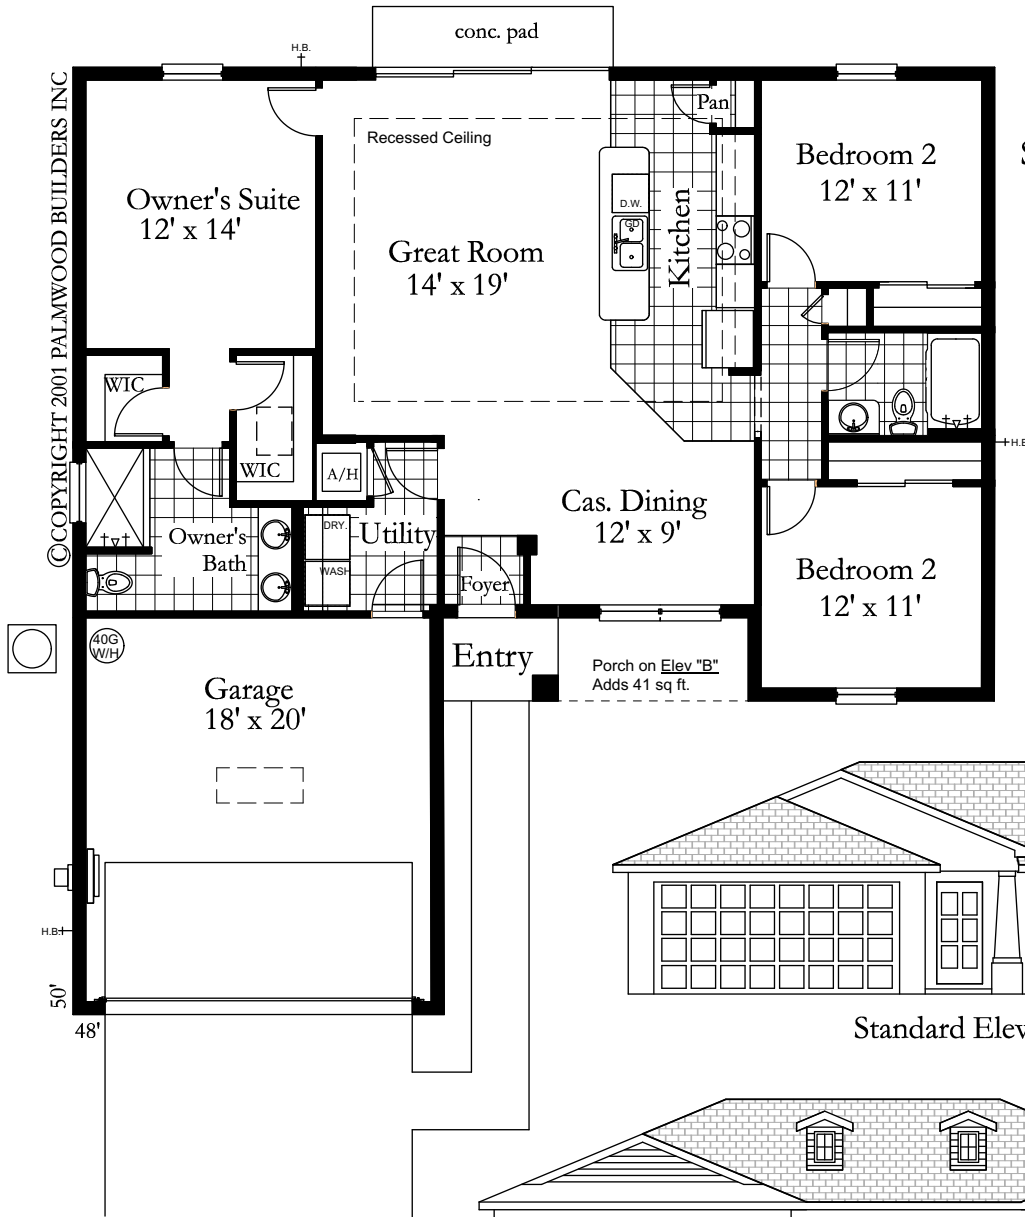 conc. pad
H.B.
©COPYRIGHT 2001 PALMWOOD BUILDERS INC
Pan
Recessed Ceiling
Bedroom 2
12' x 11'
Owner's Suite
12' x 14'
D.W.
GD
Kitchen
Great Room
14' x 19'
WIC
WIC
A/H
H.B
Cas. Dining
12' x 9'
DRY.
Utility
Owner's
Bath
WASH
Foyer
Bedroom 2
12' x 11'
40G
W/H
Entry
Porch on Elev "B"
Adds 41 sq ft.
Garage
18' x 20'
H.B.
50'
48'
Standard Elev